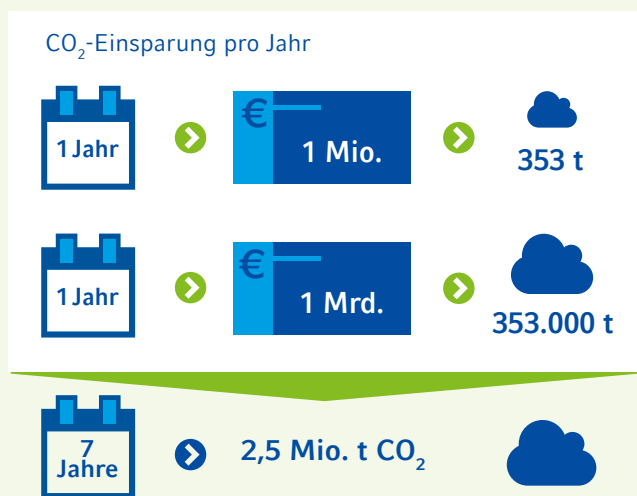 CO₂-Einsparung pro Jahr
1 Jahr
€
1 Mio.
353 t
1 Jahr
€
1 Mrd.
353.000 t
7
Jahre
2,5 Mio. t CO₂